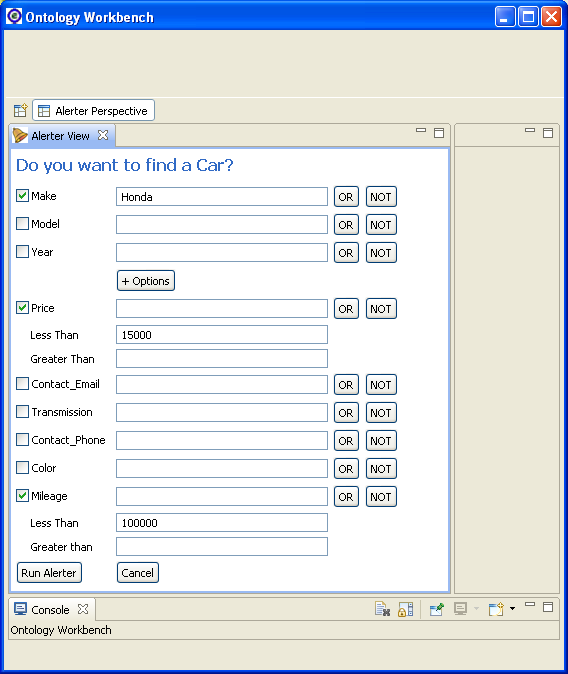 Ontology Workbench
Alerter Perspective
Alerter View
Do you want to find a Car?
Make Honda OR NOT
Model OR NOT
Year OR NOT
+ Options
Price OR NOT
Less Than 15000
Greater Than
Contact_Email OR NOT
Transmission OR NOT
Contact_Phone OR NOT
Color OR NOT
Mileage OR NOT
Less Than 100000
Greater than
Run Alerter Cancel
Console
Ontology Workbench